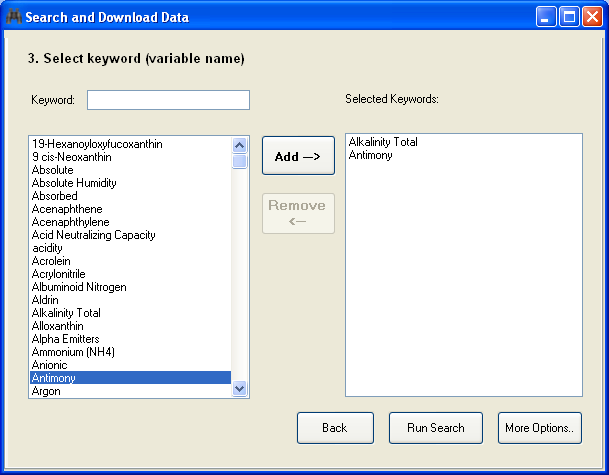 Search and Download Data
3. Select keyword (variable name)
Keyword:
Selected Keywords:
19-Hexanoyloxyfucoxanthin
9 cis-Neoxanthin
Absolute
Absolute Humidity
Absorbed
Acenaphthene
Acenaphthylene
Acid Neutralizing Capacity
acidity
Acrolein
Acrylonitrile
Albuminoid Nitrogen
Aldrin
Alkalinity Total
Alloxanthin
Alpha Emitters
Ammonium (NH4)
Anionic
Antimony
Argon
Add -->
Remove
<--
Alkalinity Total
Antimony
Back
Run Search
More Options..